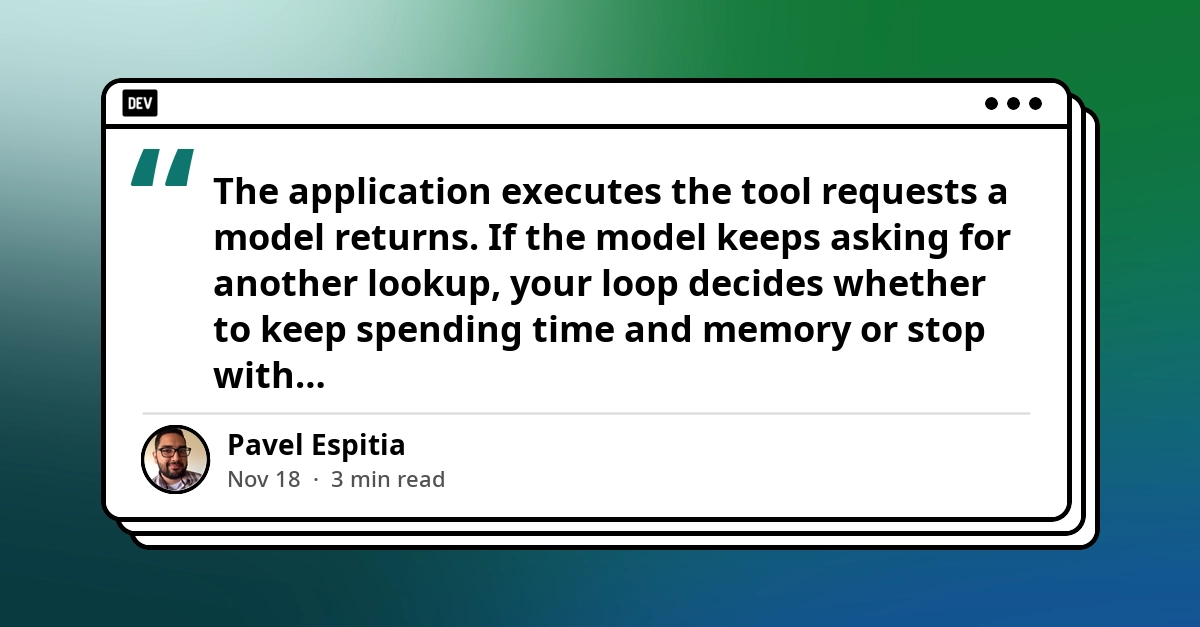 DEV
“
The application executes the tool requests a
model returns. If the model keeps asking for
another lookup, your loop decides whether
to keep spending time and memory or stop
with...
Pavel Espitia
Nov 18 · 3 min read